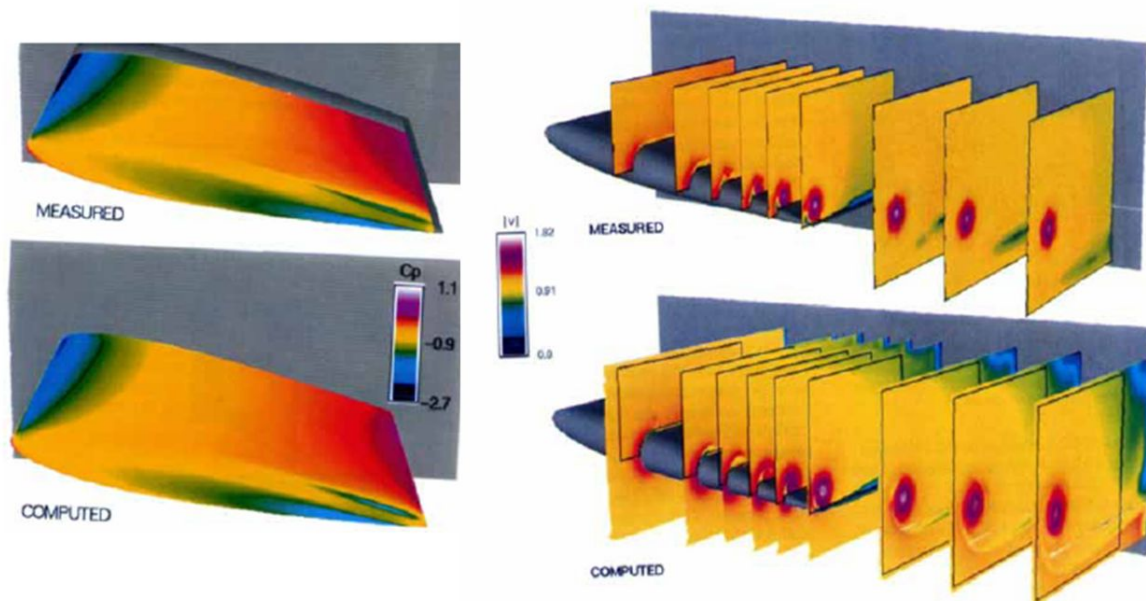 MEASURED
Cp
1.1
-0.9
-2.7
COMPUTED
|v|
1.82
0.91
0.0
MEASURED
COMPUTED